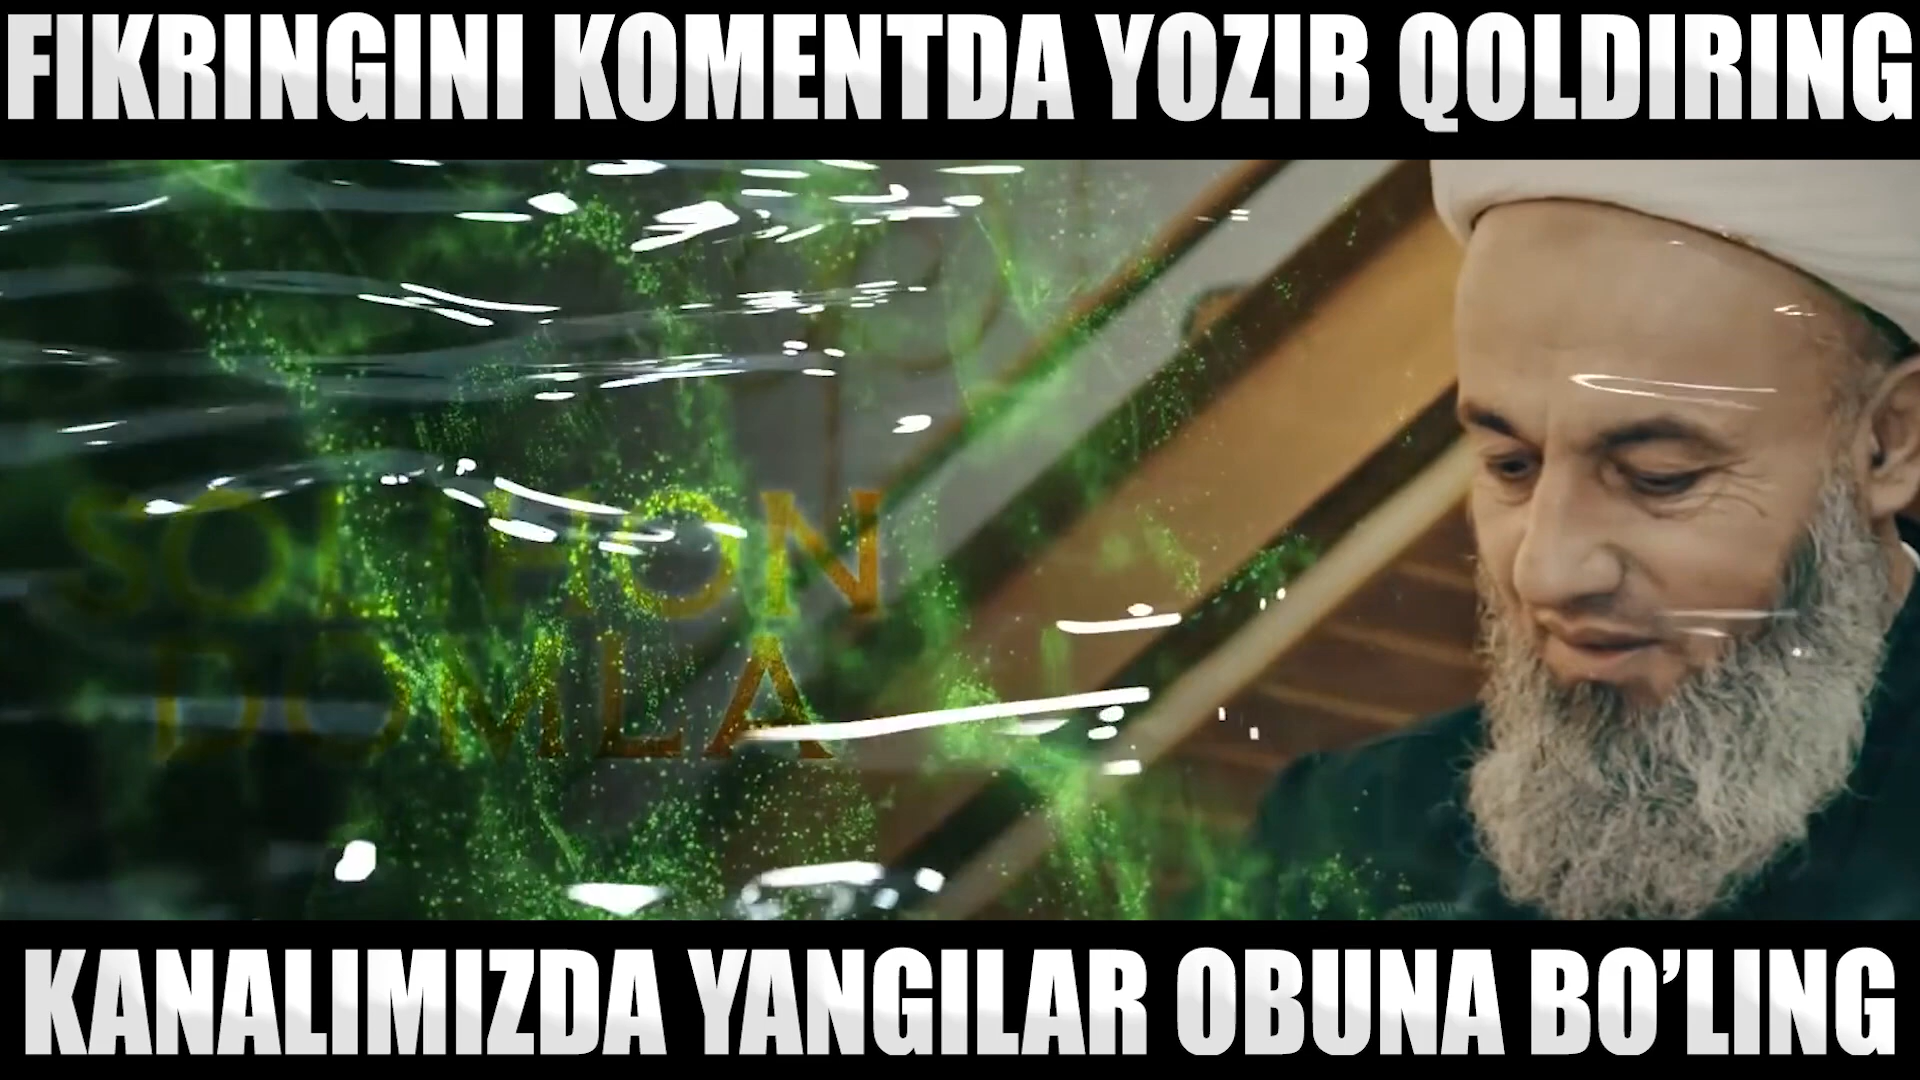 FIKRINGINI KOMENTDA YOZIB QOLDIRING
SOLIHON
DOMLA
KANALIMIZDA YANGILAR OBUNA BO’LING